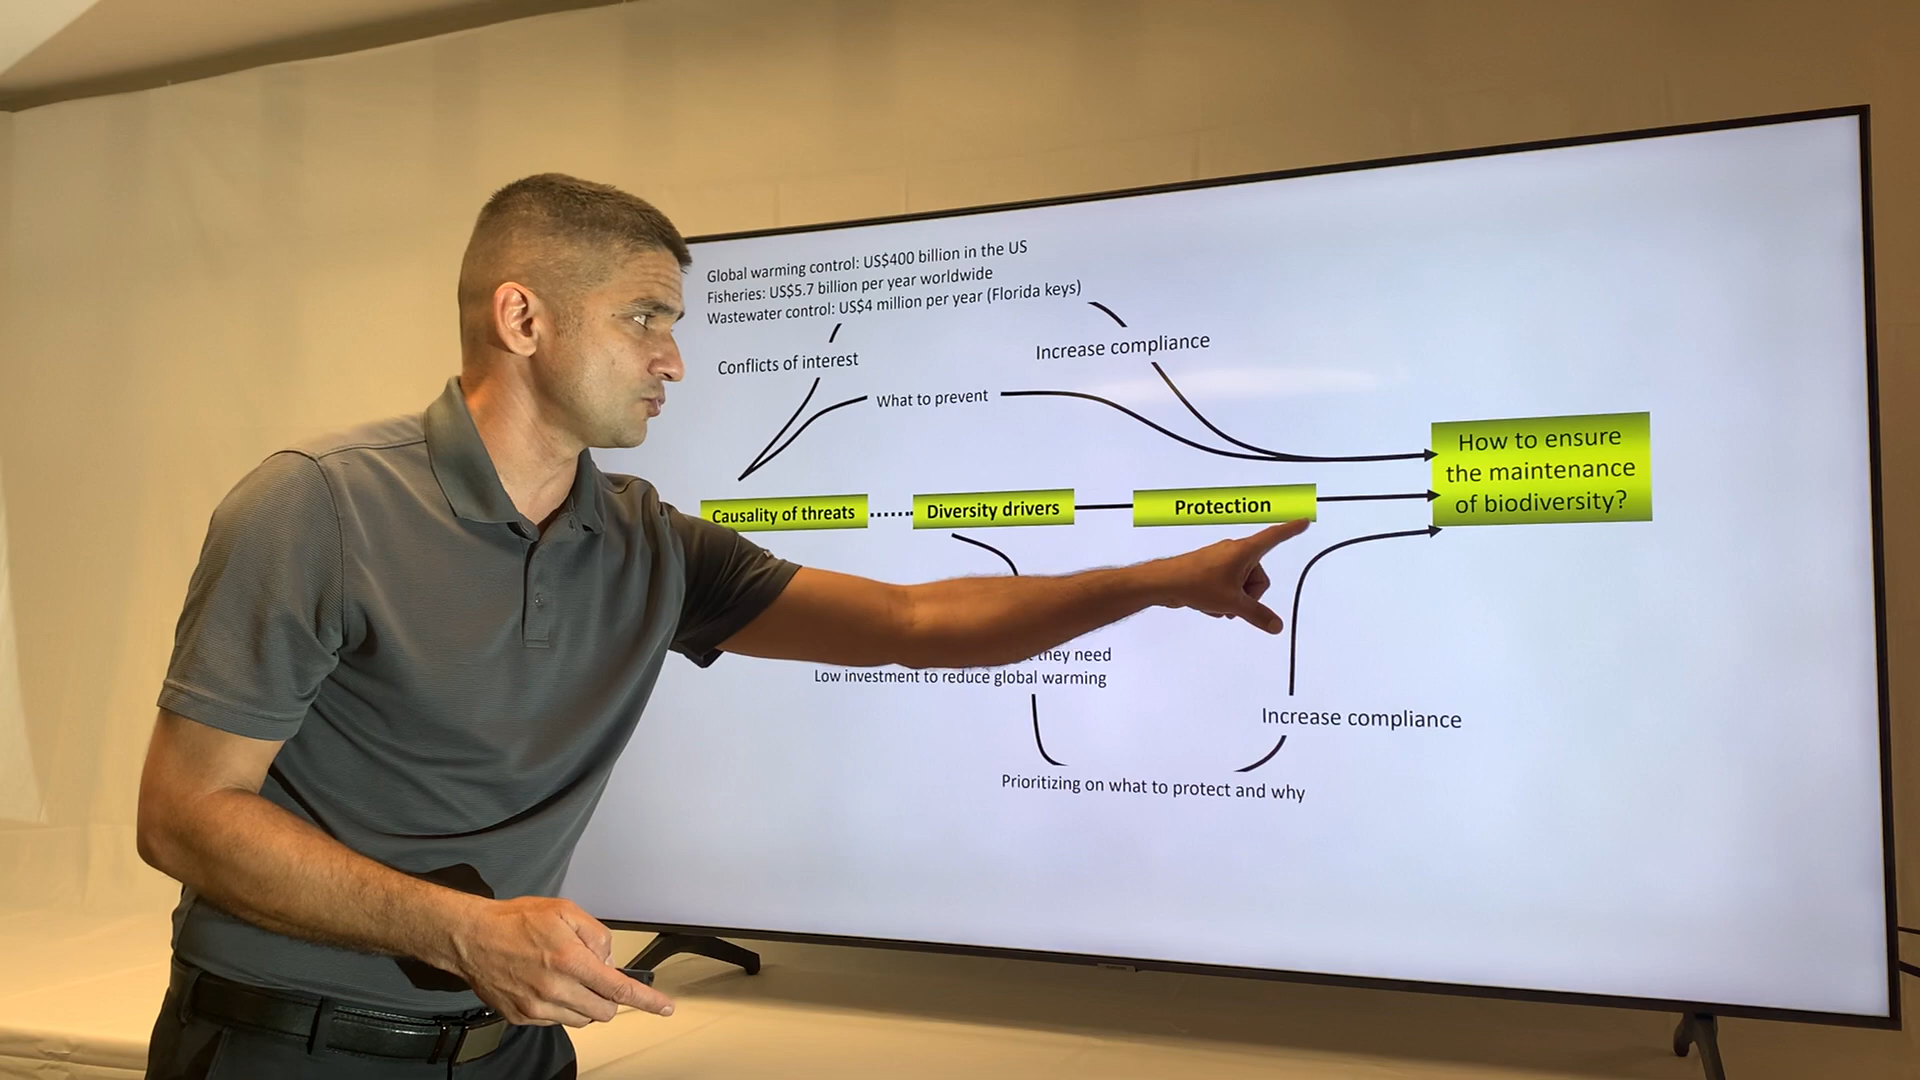 Global warming control: US$400 billion in the US
Fisheries: US$5.7 billion per year worldwide
Wastewater control: US$4 million per year (Florida keys)
Conflicts of interest
Increase compliance
What to prevent
How to ensure
the maintenance
of biodiversity?
Causality of threats
Diversity drivers
Protection
they need
Low investment to reduce global warming
Increase compliance
Prioritizing on what to protect and why